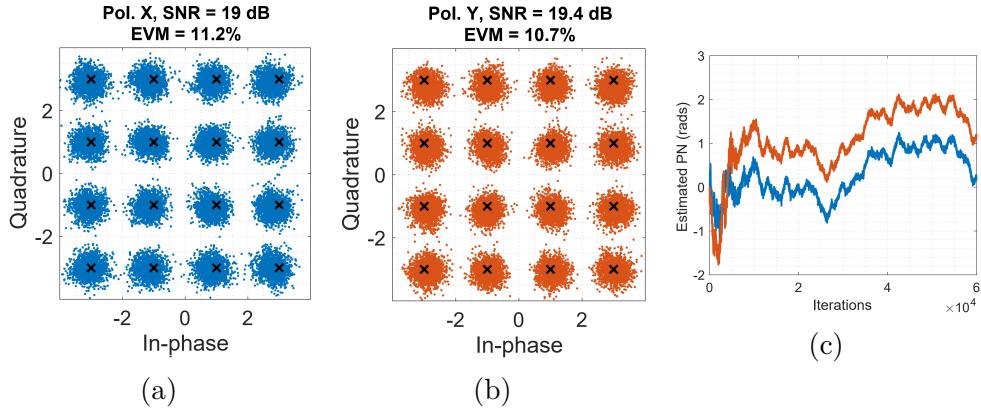 Pol. X, SNR = 19 dB
EVM = 11.2%
Quadrature
2
0
-2
-2
0
2
In-phase
(a)
Pol. Y, SNR = 19.4 dB
EVM = 10.7%
Quadrature
2
0
-2
-2
0
2
In-phase
(b)
Estimated PN (rads)
3
2
1
0
-1
-2
0
2
4
6
Iterations
×10⁴
(c)